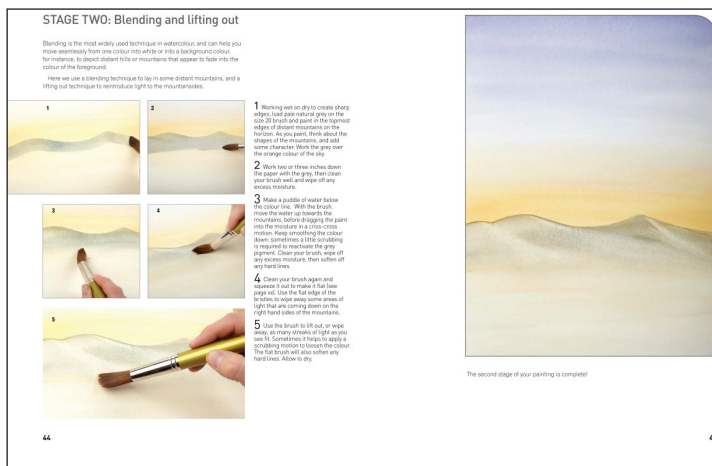 STAGE TWO: Blending and lifting out
Blending is the most widely used technique in watercolour, and can help you
move seamlessly from one colour into white or into a background colour,
for instance, to depict distant hills or mountains that appear to fade into the
colour of the foreground.
Here we use a blending technique to lay in some distant mountains, and a
lifting out technique to reintroduce light to the mountainsides.
1
2
3
4
5
1 Working wet on dry to create sharp
edges, load pale natural grey on the
size 20 brush and paint in the topmost
edges of distant mountains on the
horizon. As you paint, think about the
shapes of the mountains, and add
some character. Work the grey over
the orange colour of the sky.
2 Work two or three inches down
the paper with the grey, then clean
your brush well and wipe off any
excess moisture.
3 Make a puddle of water below
the colour line. With the brush,
move the water up towards the
mountains, before dragging the paint
into the moisture in a criss-cross
motion. Keep smoothing the colour
down: sometimes a little scrubbing
is required to reactivate the grey
pigment. Clean your brush, wipe off
any excess moisture, then soften off
any hard lines.
4 Clean your brush again and
squeeze it out to make it flat (see
page xx). Use the flat edge of the
bristles to wipe away some areas of
light that are coming down on the
right hand sides of the mountains.
5 Use the brush to lift out, or wipe
away, as many streaks of light as you
see fit. Sometimes it helps to apply a
scrubbing motion to loosen the colour.
The flat brush will also soften any
hard lines. Allow to dry.
The second stage of your painting is complete!
44
4